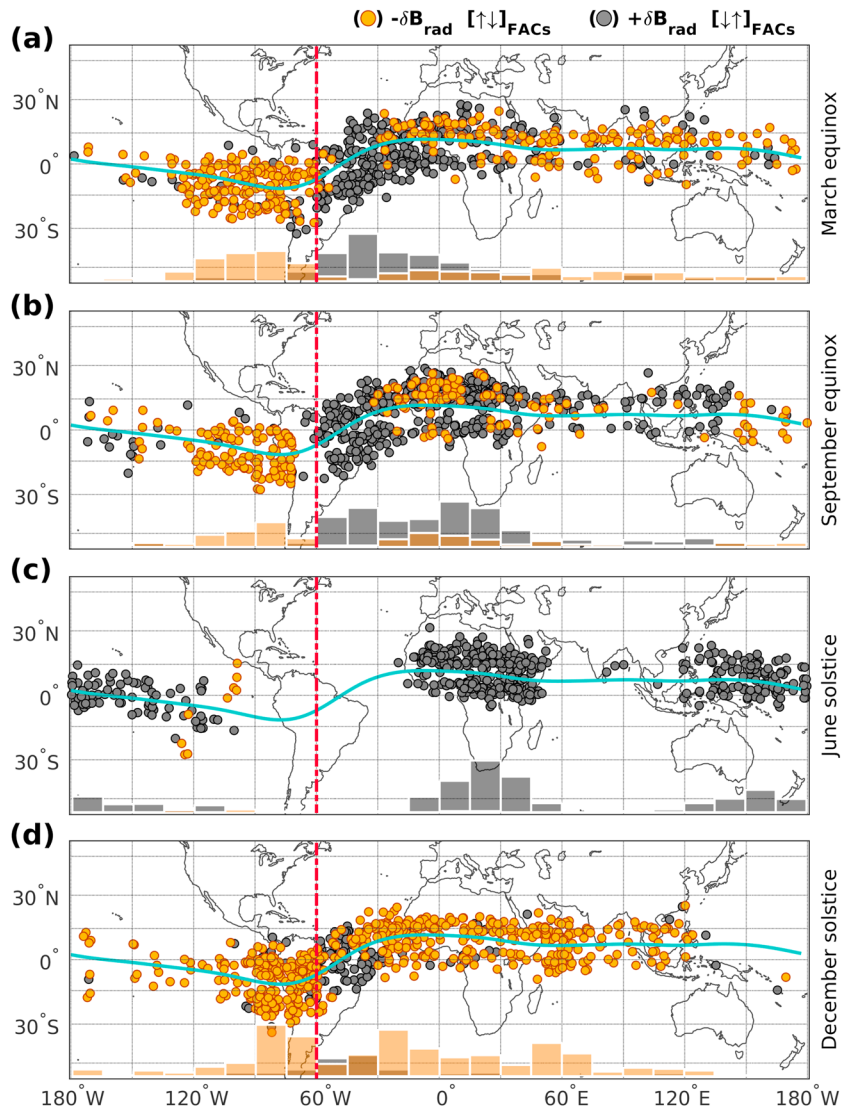 (●) -δB_rad [↑↓]_FACs (●) +δB_rad [↓↑]_FACs
(a)
30°N
0°
30°S
March equinox
(b)
30°N
0°
30°S
September equinox
(c)
30°N
0°
30°S
June solstice
(d)
30°N
0°
30°S
December solstice
180°W 120°W 60°W 0° 60°E 120°E 180°W